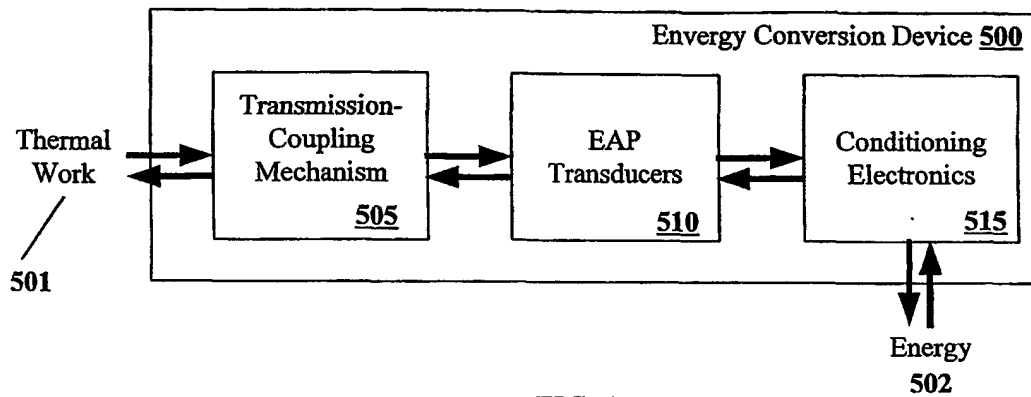 Envergy Conversion Device 500
Thermal
Work
501
Transmission-
Coupling
Mechanism
505
EAP
Transducers
510
Conditioning
Electronics
515
Energy
502